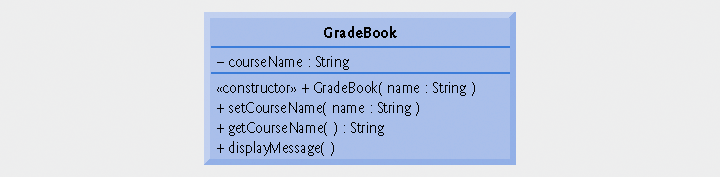 GradeBook
– courseName : String
«constructor» + GradeBook( name : String )
+ setCourseName( name : String )
+ getCourseName( ) : String
+ displayMessage( )